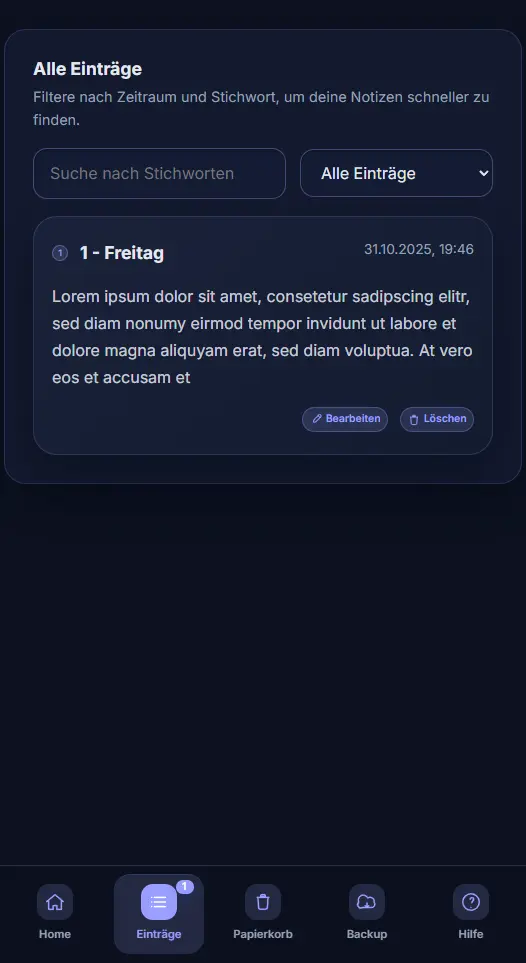 Alle Einträge
Filtere nach Zeitraum und Stichwort, um deine Notizen schneller zu
finden.
Suche nach Stichworten
Alle Einträge
1
1 - Freitag
31.10.2025, 19:46
Lorem ipsum dolor sit amet, consetetur sadipscing elitr,
sed diam nonumy eirmod tempor invidunt ut labore et
dolore magna aliquyam erat, sed diam voluptua. At vero
eos et accusam et
Bearbeiten
Löschen
1
Home
Einträge
Papierkorb
Backup
Hilfe